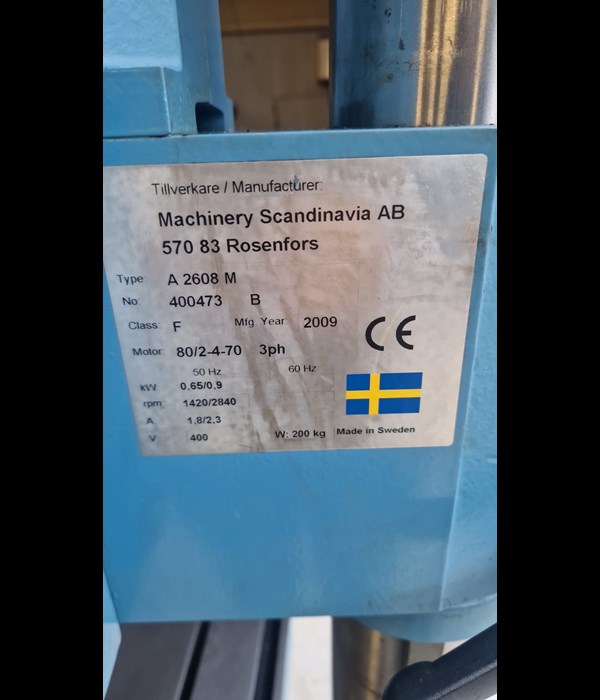 Tillverkare / Manufacturer:
Machinery Scandinavia AB
570 83 Rosenfors
Type: A 2608 M
No: 400473 B
Class: F Mfg Year: 2009
CE
Motor: 80/2-4-70 3ph
50 Hz 60 Hz
kW 0,65/0,9
rpm 1420/2840
A 1,8/2,3
V 400 W: 200 kg Made in Sweden